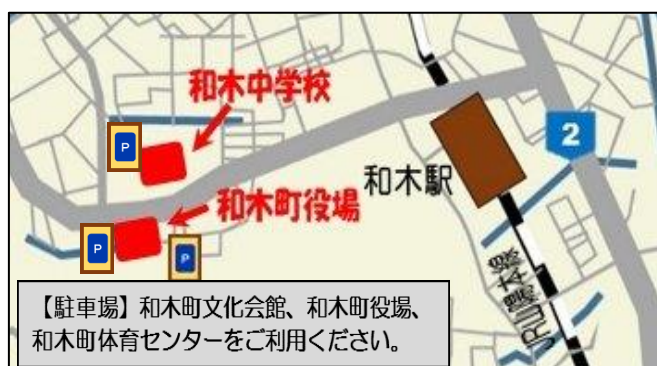 和木中学校
P
2
和木駅
和木町役場
P
P
JR山陽本線
【駐車場】和木町文化会館、和木町役場、
和木町体育センターをご利用ください。